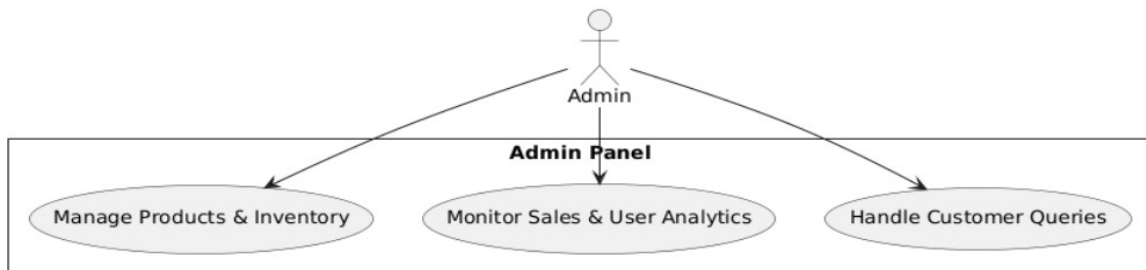 Admin
Admin Panel
Manage Products & Inventory
Monitor Sales & User Analytics
Handle Customer Queries